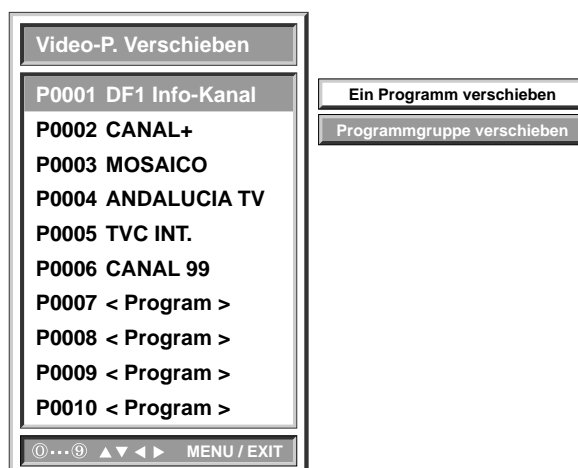 Video-P. Verschieben
P0001 DF1 Info-Kanal
P0002 CANAL+
P0003 MOSAICO
P0004 ANDALUCIA TV
P0005 TVC INT.
P0006 CANAL 99
P0007 < Program >
P0008 < Program >
P0009 < Program >
P0010 < Program >
⓪···⑨ ▲▼◄► MENU / EXIT
Ein Programm verschieben
Programmgruppe verschieben